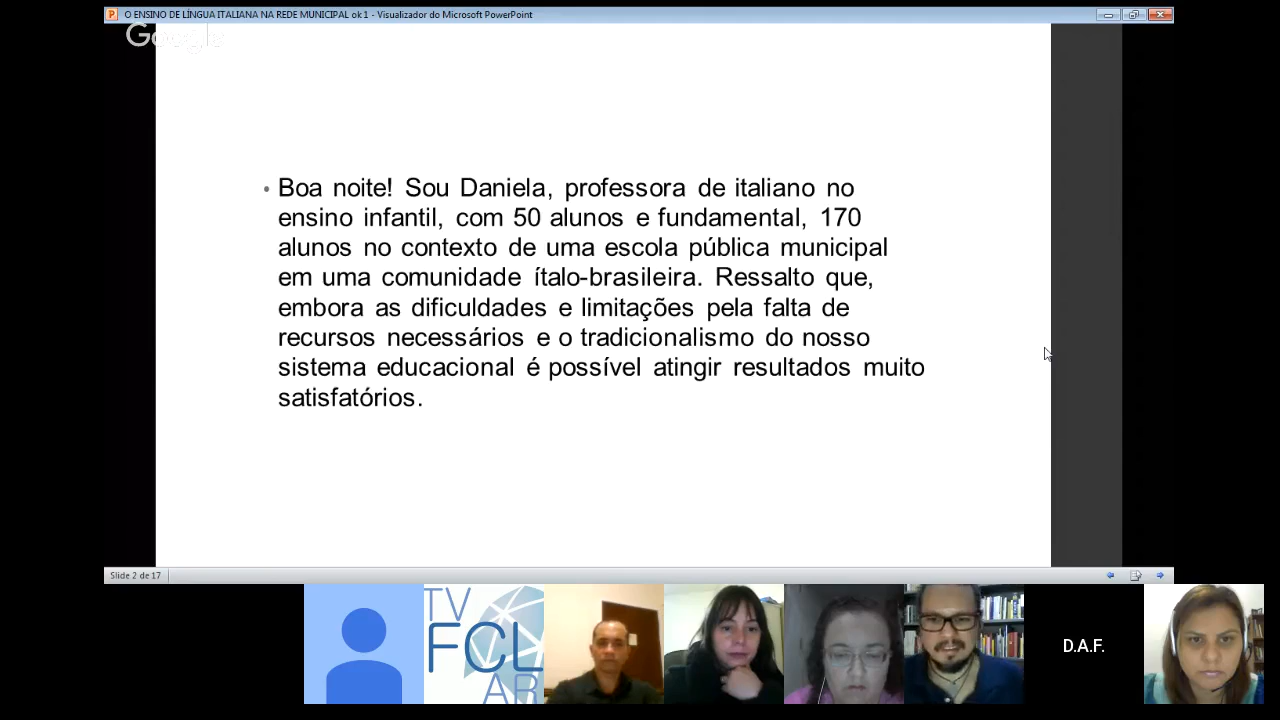 O ENSINO DE LÍNGUA ITALIANA NA REDE MUNICIPAL ok 1 - Visualizador do Microsoft PowerPoint
Google
• Boa noite! Sou Daniela, professora de italiano no
ensino infantil, com 50 alunos e fundamental, 170
alunos no contexto de uma escola pública municipal
em uma comunidade ítalo-brasileira. Ressalto que,
embora as dificuldades e limitações pela falta de
recursos necessários e o tradicionalismo do nosso
sistema educacional é possível atingir resultados muito
satisfatórios.
Slide 2 de 17
TV
FCL
AR
D.A.F.